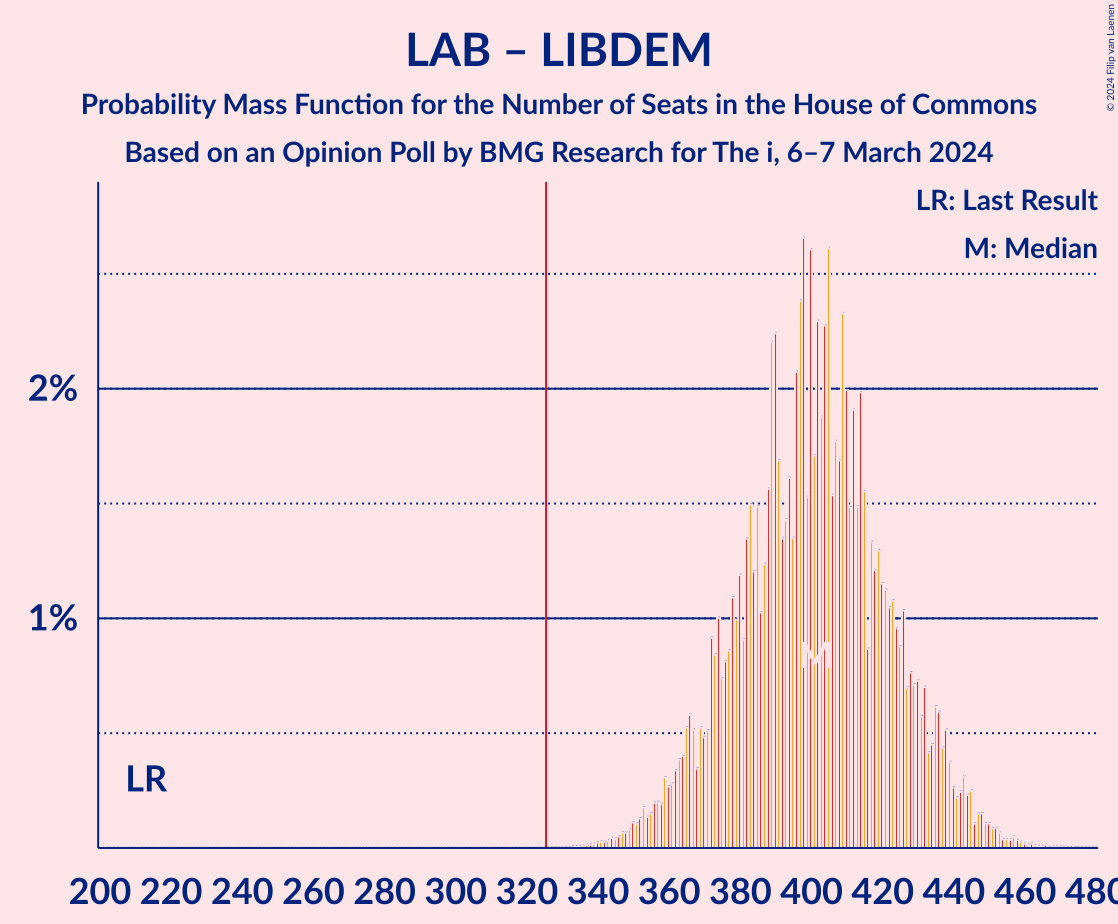 LAB – LIBDEM
Probability Mass Function for the Number of Seats in the House of Commons
Based on an Opinion Poll by BMG Research for The i, 6–7 March 2024
© 2024 Filip van Laenen
LR: Last Result
M: Median
2%
1%
LR
M
200 220 240 260 280 300 320 340 360 380 400 420 440 460 480